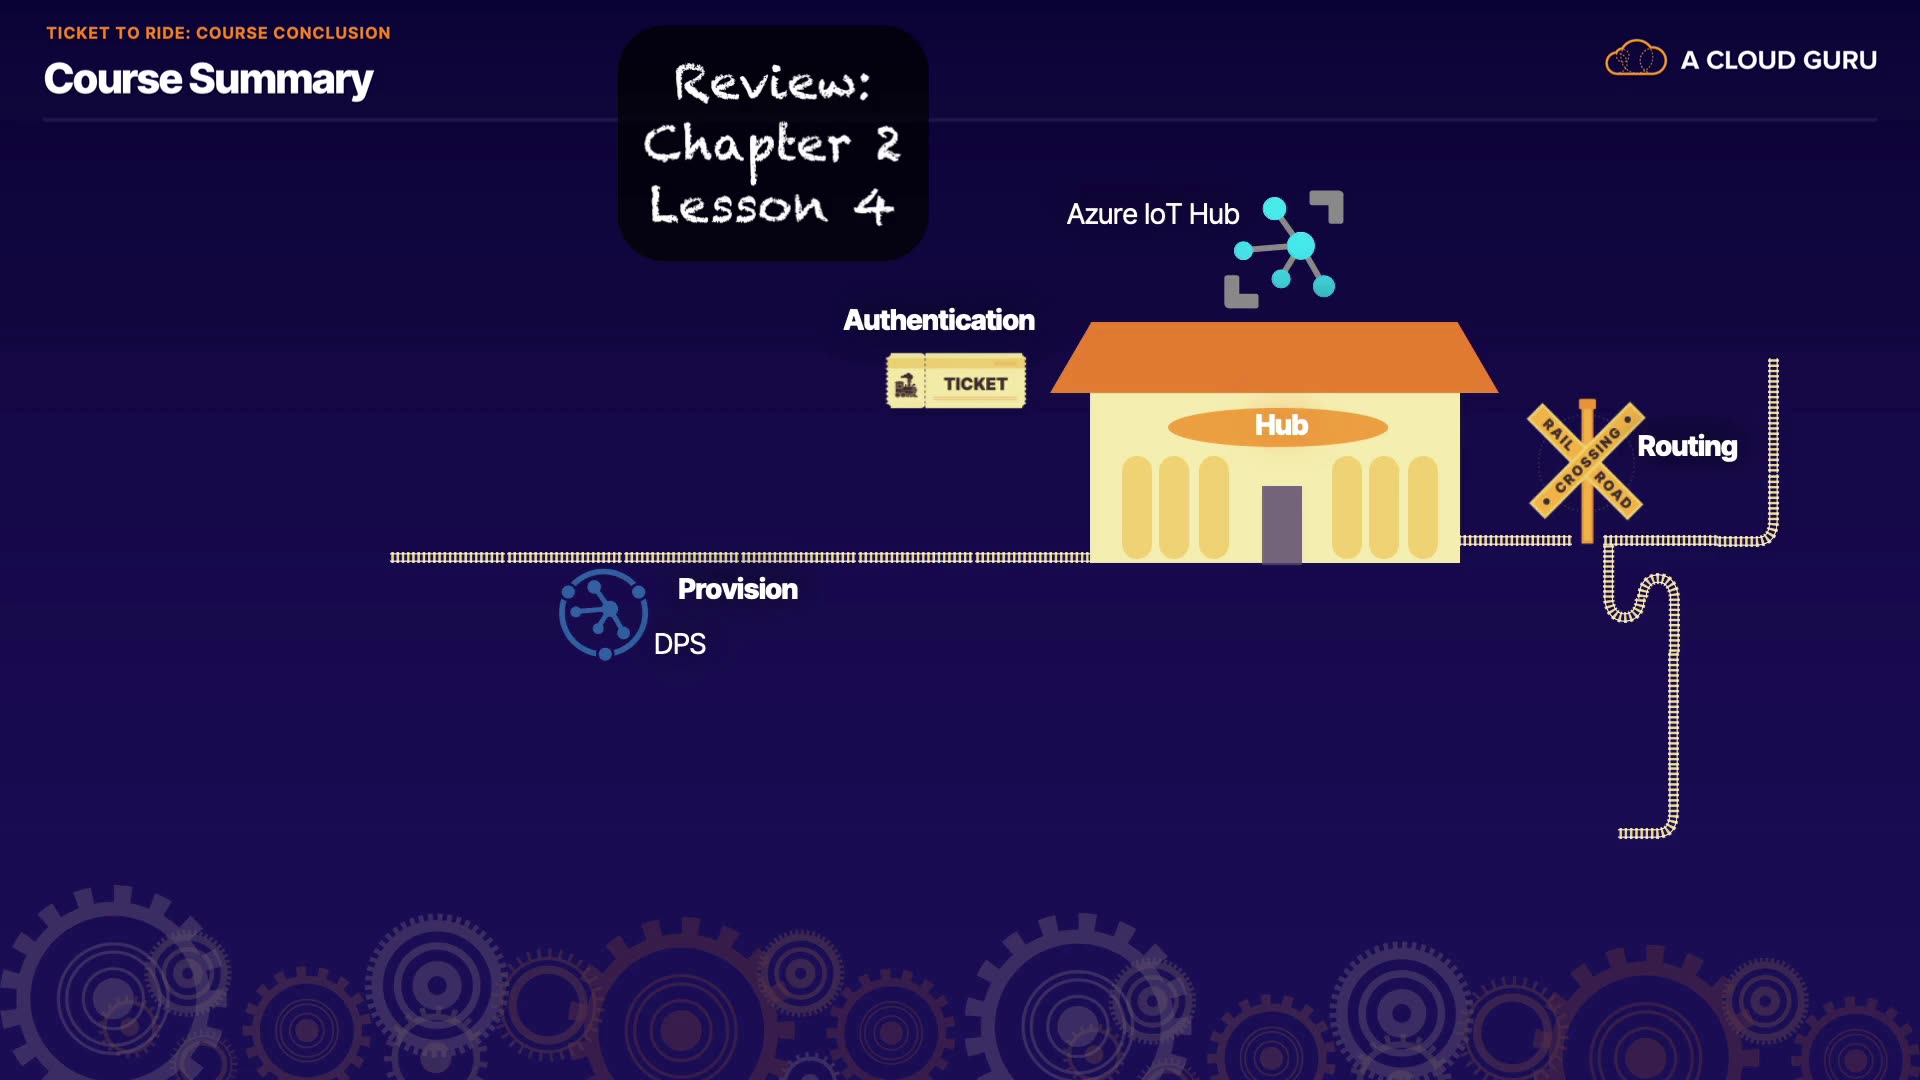 TICKET TO RIDE: COURSE CONCLUSION
Course Summary
Review:
Chapter 2
Lesson 4
A CLOUD GURU
Azure IoT Hub
Authentication
TICKET
Hub
RAIL
CROSSING
ROAD
Routing
Provision
DPS